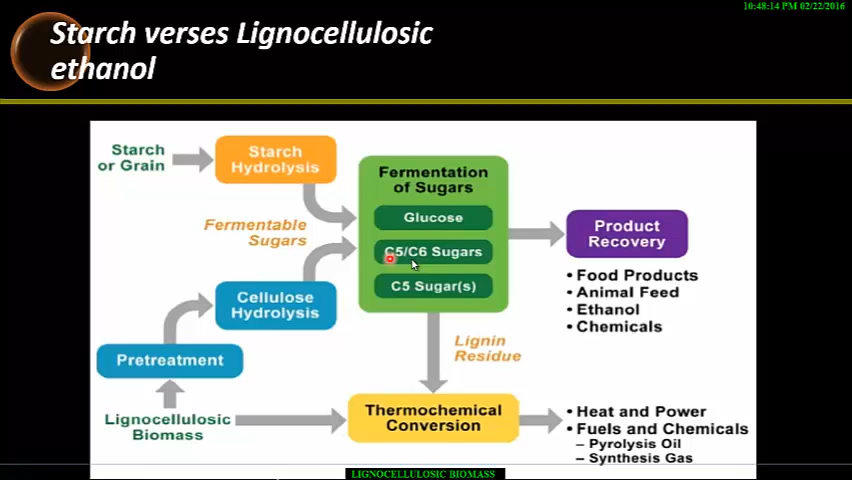 10:48:14 PM 02/22/2016
Starch verses Lignocellulosic
ethanol
Starch
or Grain
Starch
Hydrolysis
Fermentable
Sugars
Fermentation
of Sugars
Glucose
C5/C6 Sugars
C5 Sugar(s)
Product
Recovery
• Food Products
• Animal Feed
• Ethanol
• Chemicals
Cellulose
Hydrolysis
Pretreatment
Lignin
Residue
Lignocellulosic
Biomass
Thermochemical
Conversion
• Heat and Power
• Fuels and Chemicals
– Pyrolysis Oil
– Synthesis Gas
LIGNOCELLULOSIC BIOMASS